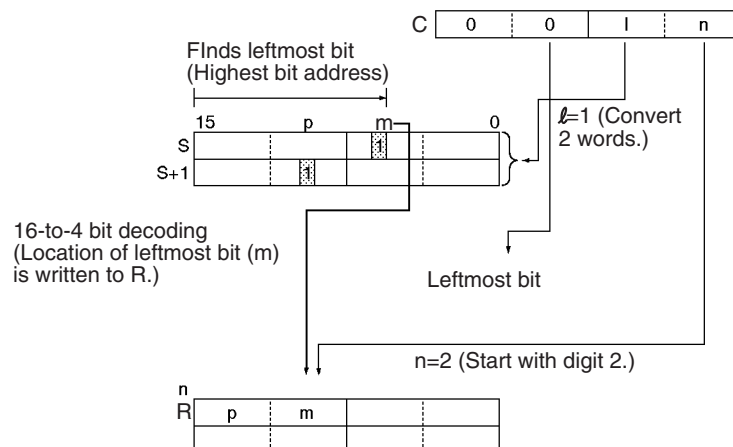 C 0 0 l n
FInds leftmost bit
(Highest bit address)
ℓ=1 (Convert
2 words.)
15 p m 0
S 1
S+1 1
16-to-4 bit decoding
(Location of leftmost bit (m)
is written to R.)
Leftmost bit
n=2 (Start with digit 2.)
n
R p m